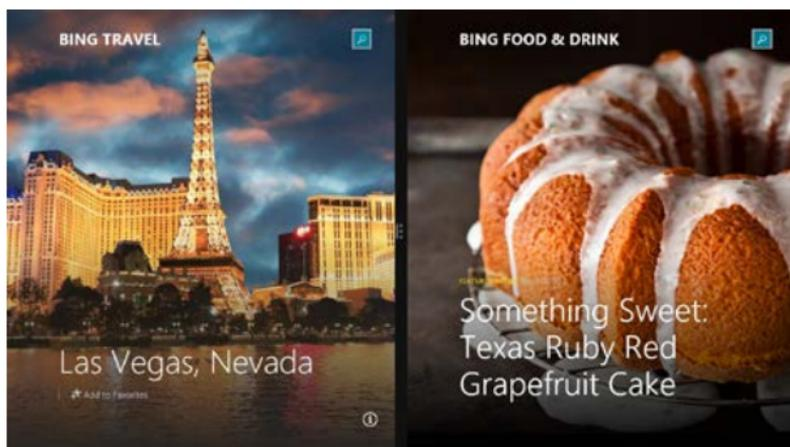 BING TRAVEL
Las Vegas, Nevada
Add to Favorites
BING FOOD & DRINK
Something Sweet:
Texas Ruby Red
Grapefruit Cake